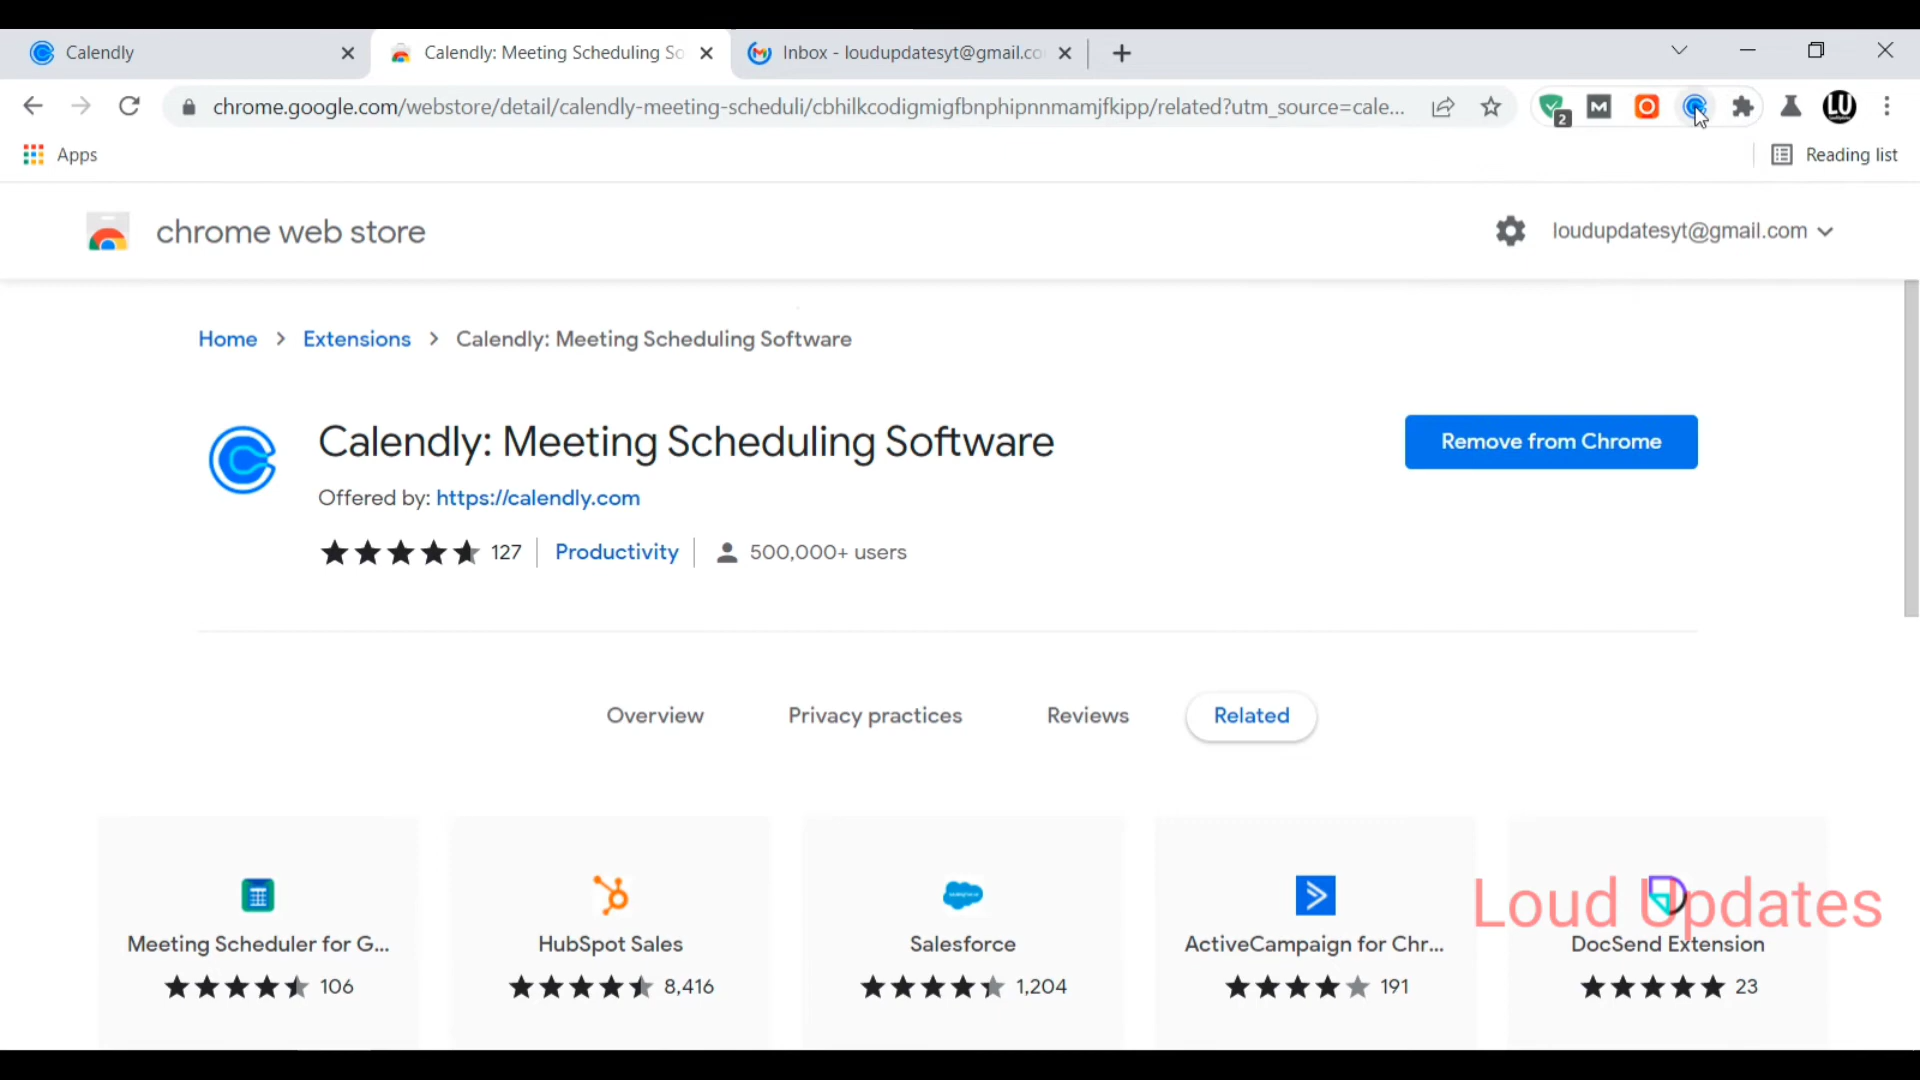 Calendly
Calendly: Meeting Scheduling So
Inbox - loudupdatesyt@gmail.co
chrome.google.com/webstore/detail/calendly-meeting-scheduli/cbhilkcodigmigfbnphipnnmamjfkipp/related?utm_source=cale...
2
M
LU
Apps
Reading list
chrome web store
loudupdatesyt@gmail.com
Home > Extensions > Calendly: Meeting Scheduling Software
Calendly: Meeting Scheduling Software
Remove from Chrome
Offered by: https://calendly.com
127
Productivity
500,000+ users
Overview
Privacy practices
Reviews
Related
Loud Updates
Meeting Scheduler for G...
HubSpot Sales
Salesforce
ActiveCampaign for Chr...
DocSend Extension
106
8,416
1,204
191
23